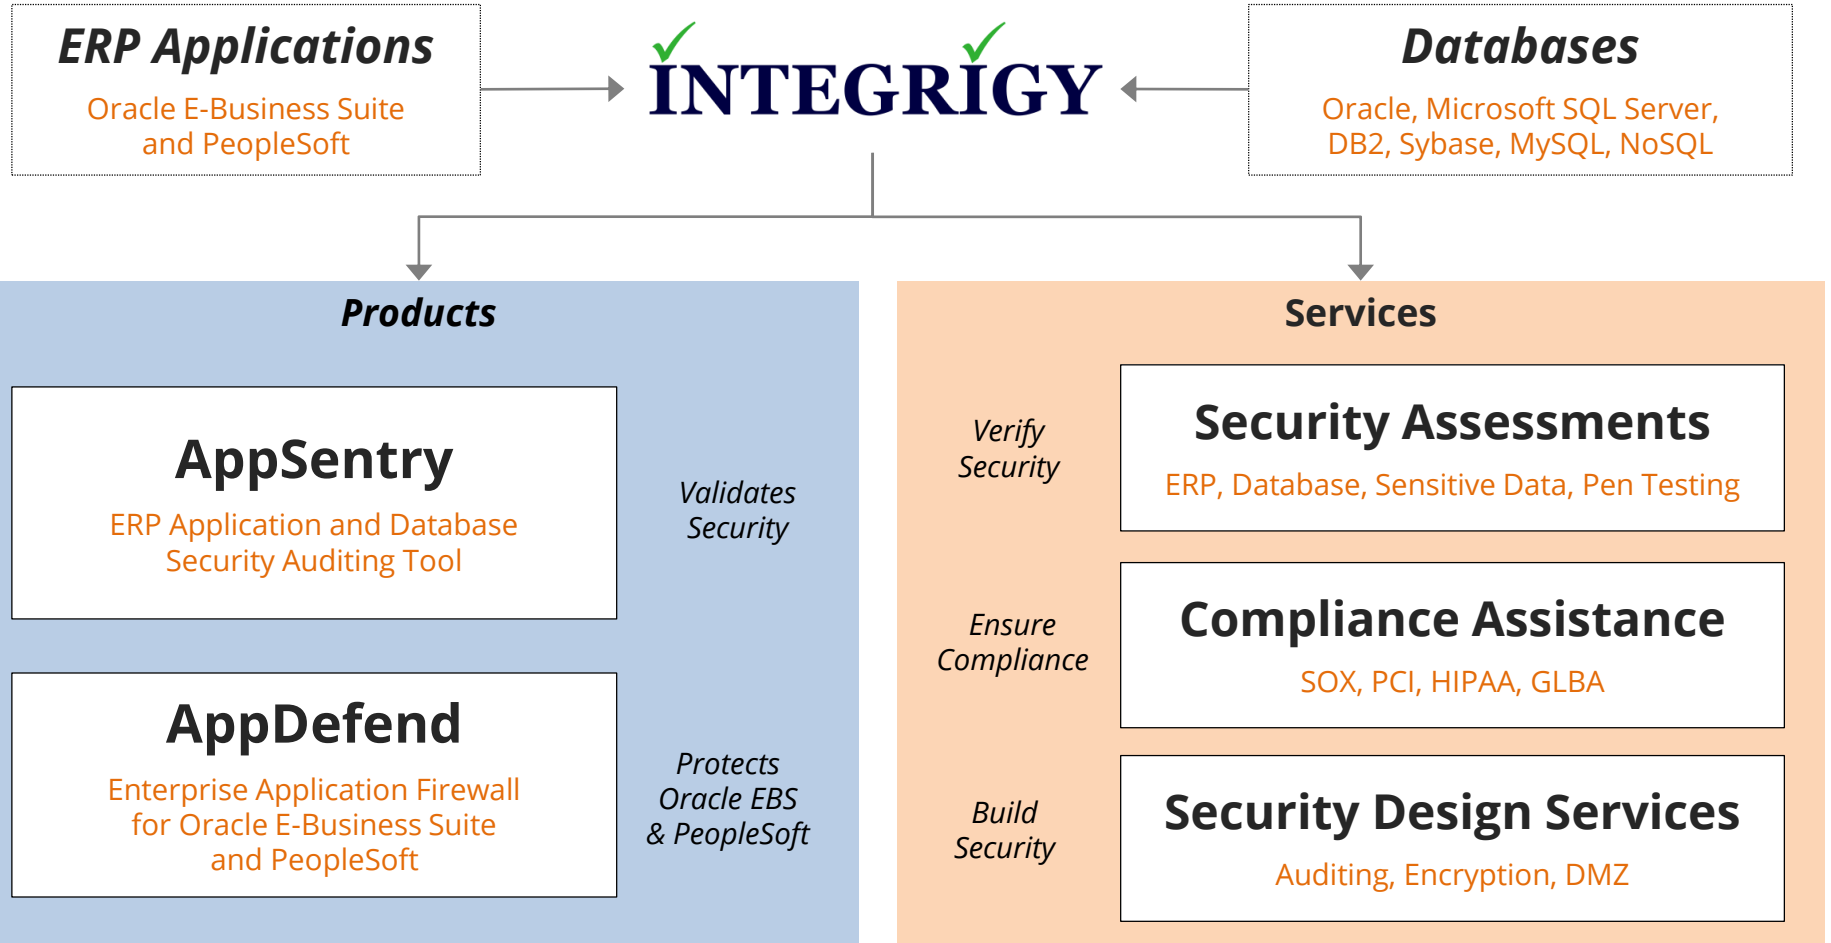 ERP Applications
Oracle E-Business Suite
and PeopleSoft
INTEGRIGY
Databases
Oracle, Microsoft SQL Server,
DB2, Sybase, MySQL, NoSQL
Products
AppSentry
ERP Application and Database
Security Auditing Tool
Validates
Security
AppDefend
Enterprise Application Firewall
for Oracle E-Business Suite
and PeopleSoft
Protects
Oracle EBS
& PeopleSoft
Services
Verify
Security
Security Assessments
ERP, Database, Sensitive Data, Pen Testing
Ensure
Compliance
Compliance Assistance
SOX, PCI, HIPAA, GLBA
Build
Security
Security Design Services
Auditing, Encryption, DMZ